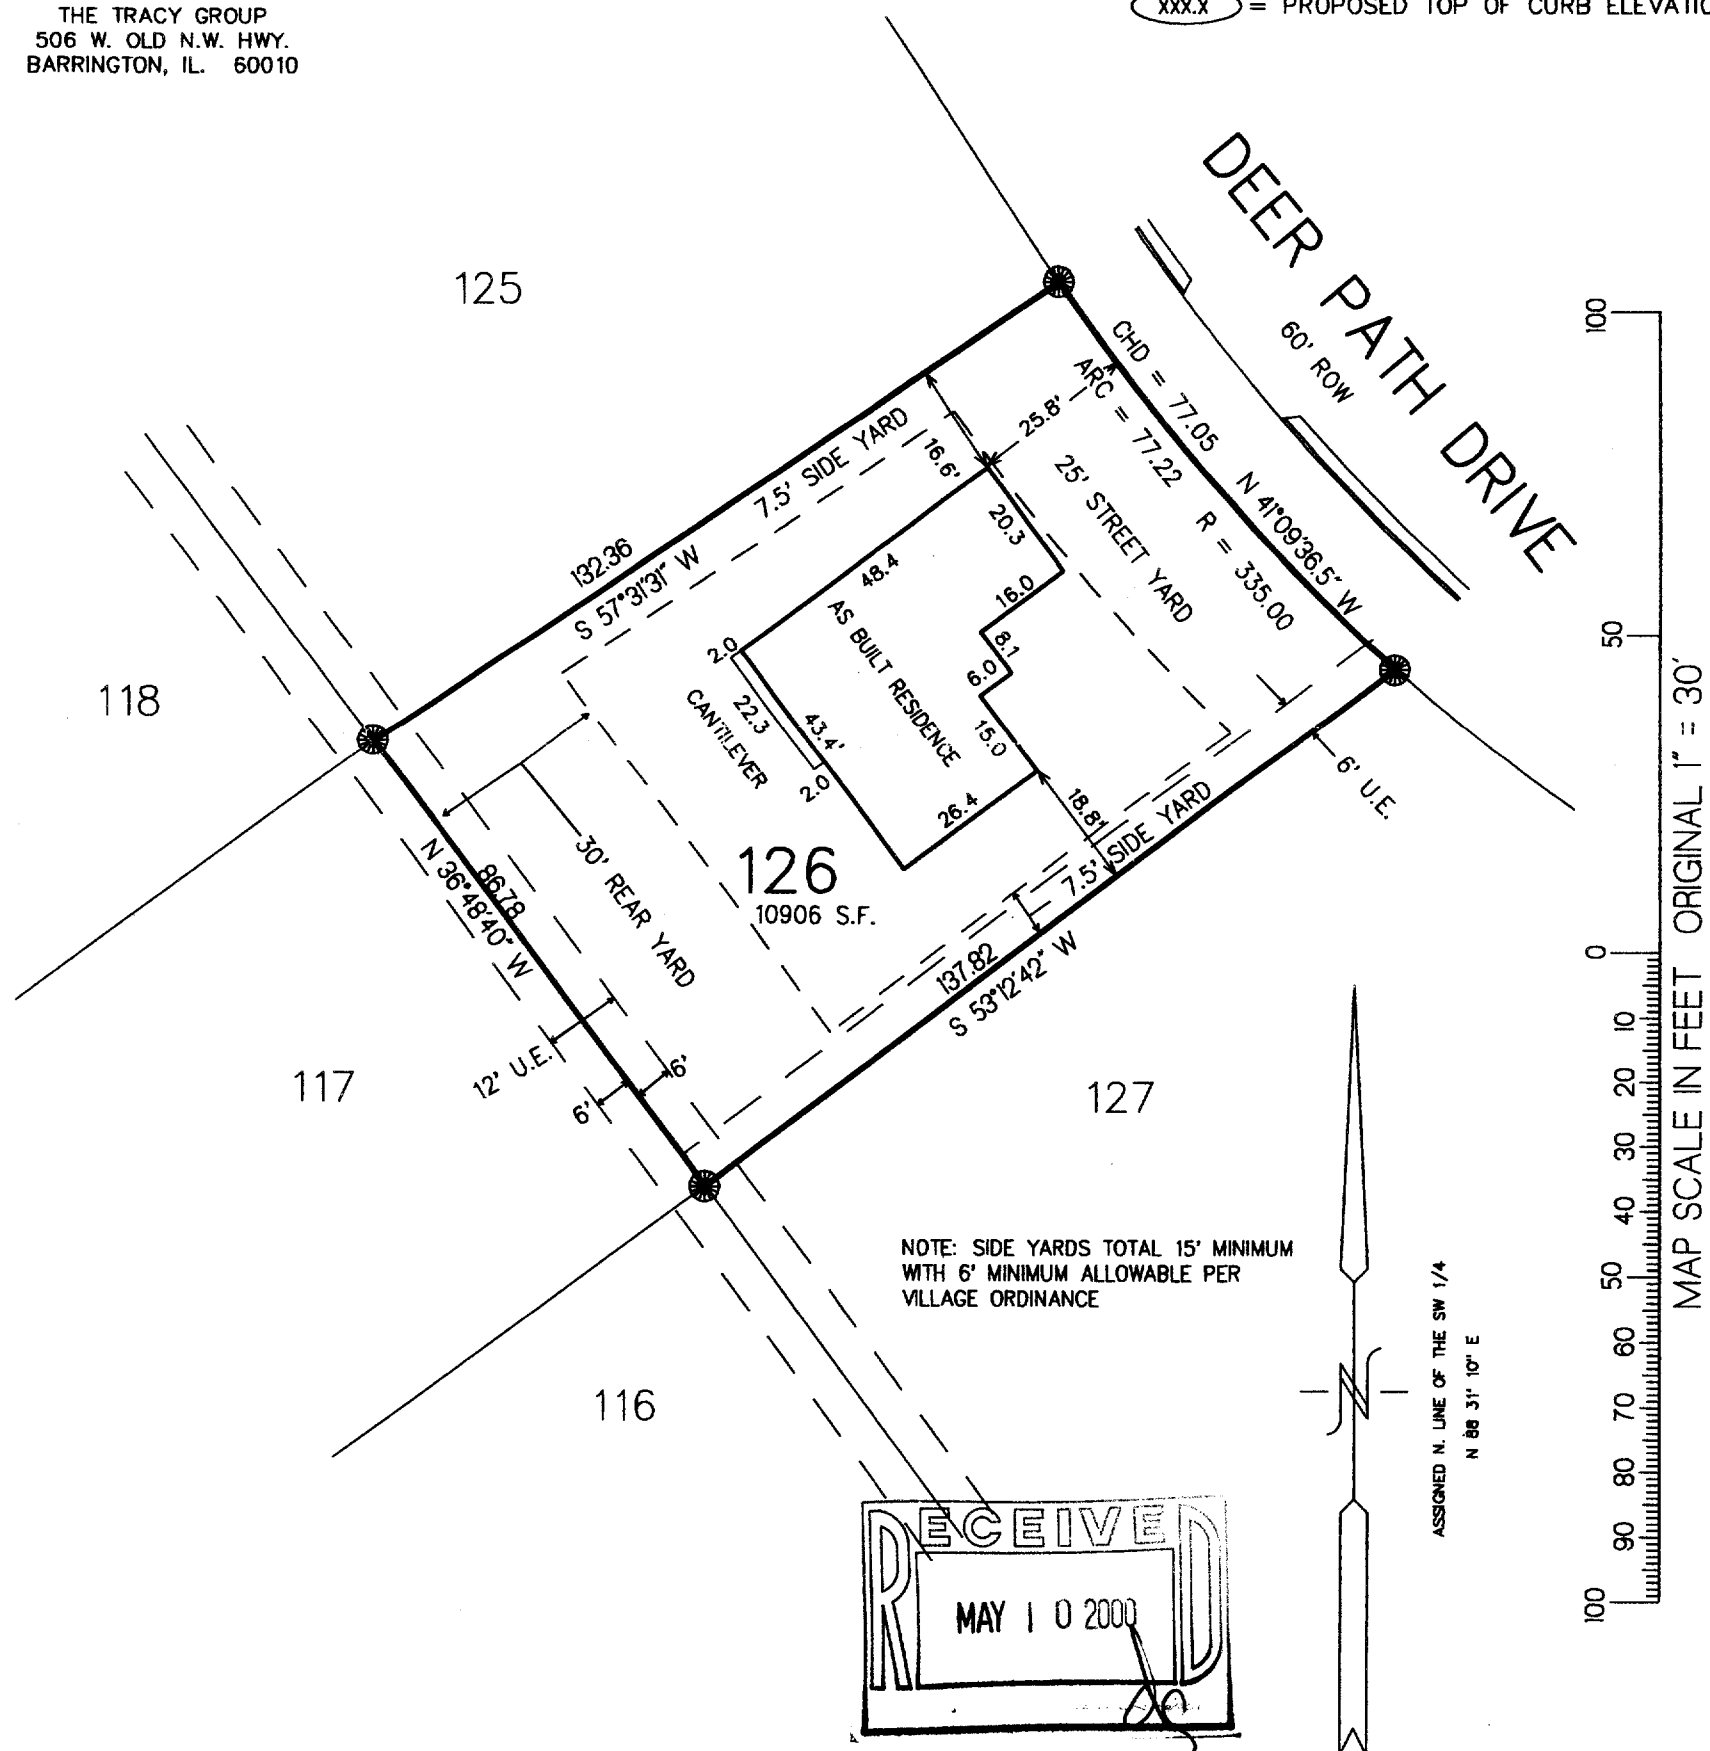 THE TRACY GROUP
506 W. OLD N.W. HWY.
BARRINGTON, IL. 60010
XXX.X = PROPOSED TOP OF CURB ELEVATIO
DEER PATH DRIVE
60' ROW
125
CHD = 77.05 N 41°09'36.5" W
ARC = 77.22 R = 335.00
25.8'
7.5' SIDE YARD
16.6'
25' STREET YARD
132.36
S 57°31'31" W
20.3
48.4
16.0
8.1
6.0
15.0
AS BUILT RESIDENCE
2.0
22.3
43.4'
CANTILEVER
2.0
26.4
18.8'
118
126
10906 S.F.
7.5' SIDE YARD
6' U.E.
30' REAR YARD
86.78
N 36°48'40" W
137.82
S 53°12'42" W
12' U.E.
6'
6'
117
127
116
NOTE: SIDE YARDS TOTAL 15' MINIMUM
WITH 6' MINIMUM ALLOWABLE PER
VILLAGE ORDINANCE
N
ASSIGNED N. LINE OF THE SW 1/4
N 88 31' 10" E
100
50
0
10
20
30
40
50
60
70
80
90
100
MAP SCALE IN FEET ORIGINAL 1" = 30'
RECEIVED
MAY 10 2000